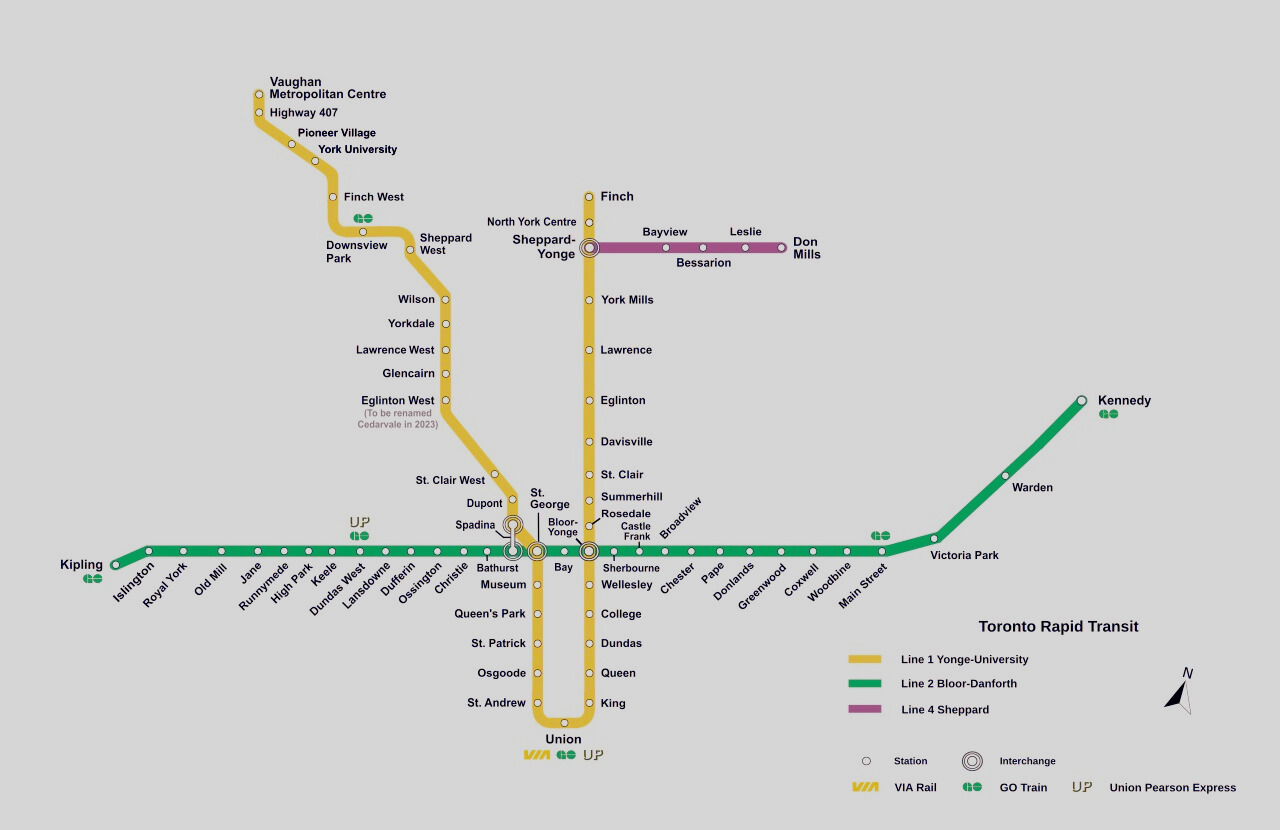 Vaughan
Metropolitan Centre
Highway 407
Pioneer Village
York University
Finch West
GO
Downsview
Park
Sheppard
West
Wilson
Yorkdale
Lawrence West
Glencairn
Eglinton West
(To be renamed
Cedarvale in 2023)
St. Clair West
Dupont
Spadina
St.
George
Finch
North York Centre
Sheppard-
Yonge
Bayview
Bessarion
Leslie
Don
Mills
York Mills
Lawrence
Eglinton
Davisville
St. Clair
Summerhill
Rosedale
Bloor-
Yonge
Castle
Frank
Broadview
Kennedy
GO
Warden
Victoria Park
GO
UP
GO
Kipling
GO
Islington
Royal York
Old Mill
Jane
Runnymede
High Park
Keele
Dundas West
Lansdowne
Dufferin
Ossington
Christie
Bathurst
Bay
Sherbourne
Chester
Pape
Donlands
Greenwood
Coxwell
Woodbine
Main Street
Museum
Queen's Park
St. Patrick
Osgoode
St. Andrew
Wellesley
College
Dundas
Queen
King
Union
VIA GO UP
Toronto Rapid Transit
Line 1 Yonge-University
Line 2 Bloor-Danforth
Line 4 Sheppard
N
Station
Interchange
VIA VIA Rail
GO GO Train
UP Union Pearson Express